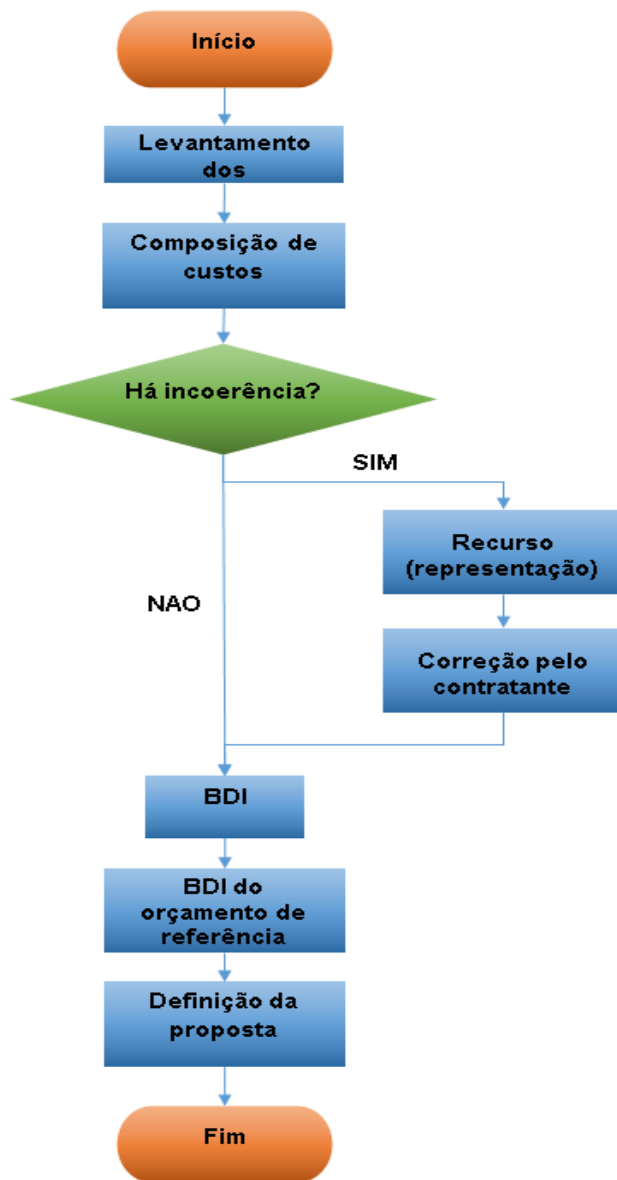 Início
Levantamento
dos
Composição de
custos
Há incoerência?
SIM
Recurso
(representação)
NAO
Correção pelo
contratante
BDI
BDI do
orçamento de
referência
Definição da
proposta
Fim